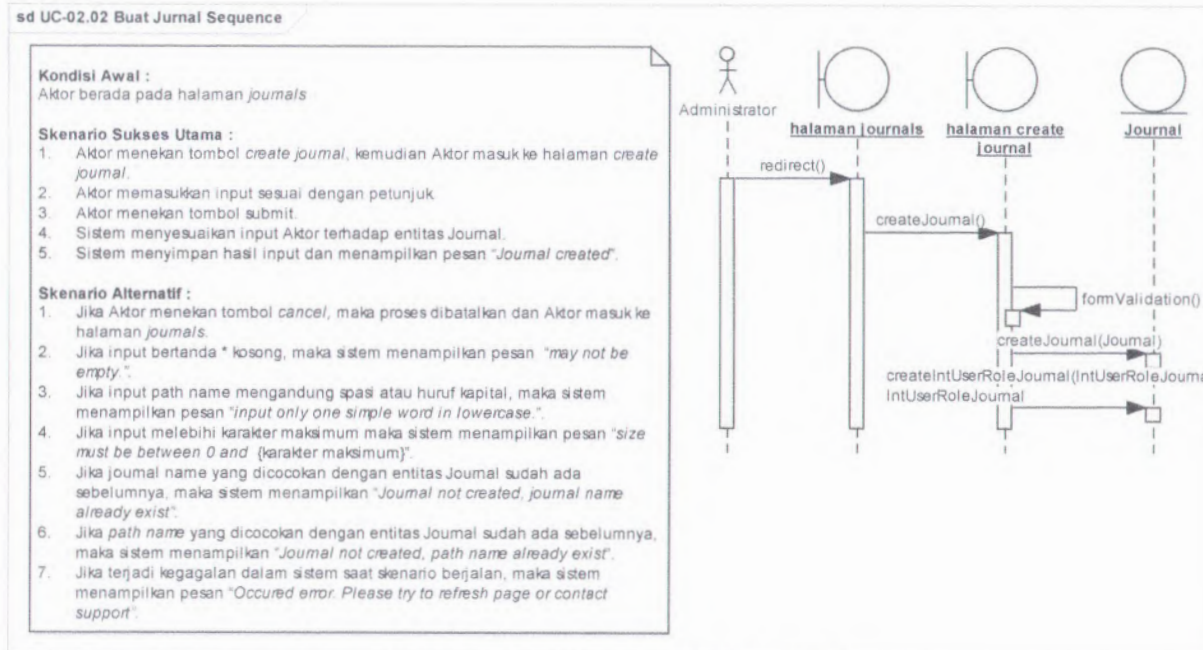 sd UC-02.02 Buat Jurnal Sequence
Kondisi Awal :
Aktor berada pada halaman journals
Skenario Sukses Utama :
1. Aktor menekan tombol create journal, kemudian Aktor masuk ke halaman create
journal.
2. Aktor memasukkan input sesuai dengan petunjuk
3. Aktor menekan tombol submit.
4. Sistem menyesuaikan input Aktor terhadap entitas Journal.
5. Sistem menyimpan hasil input dan menampilkan pesan "Journal created".
Skenario Alternatif :
1. Jika Aktor menekan tombol cancel, maka proses dibatalkan dan Aktor masuk ke
halaman journals.
2. Jika input bertanda * kosong, maka sistem menampilkan pesan "may not be
empty.".
3. Jika input path name mengandung spasi atau huruf kapital, maka sistem
menampilkan pesan "input only one simple word in lowercase.".
4. Jika input melebihi karakter maksimum maka sistem menampilkan pesan "size
must be between 0 and {karakter maksimum}".
5. Jika journal name yang dicocokan dengan entitas Journal sudah ada
sebelumnya, maka sistem menampilkan "Journal not created, journal name
already exist".
6. Jika path name yang dicocokan dengan entitas Journal sudah ada sebelumnya,
maka sistem menampilkan "Journal not created, path name already exist".
7. Jika terjadi kegagalan dalam sistem saat skenario berjalan, maka sistem
menampilkan pesan "Occured error. Please try to refresh page or contact
support".
Administrator
halaman journals
halaman create
journal
Journal
redirect()
createJournal()
formValidation()
createJournal(Journal)
createIntUserRoleJournal(IntUserRoleJourna
IntUserRoleJournal